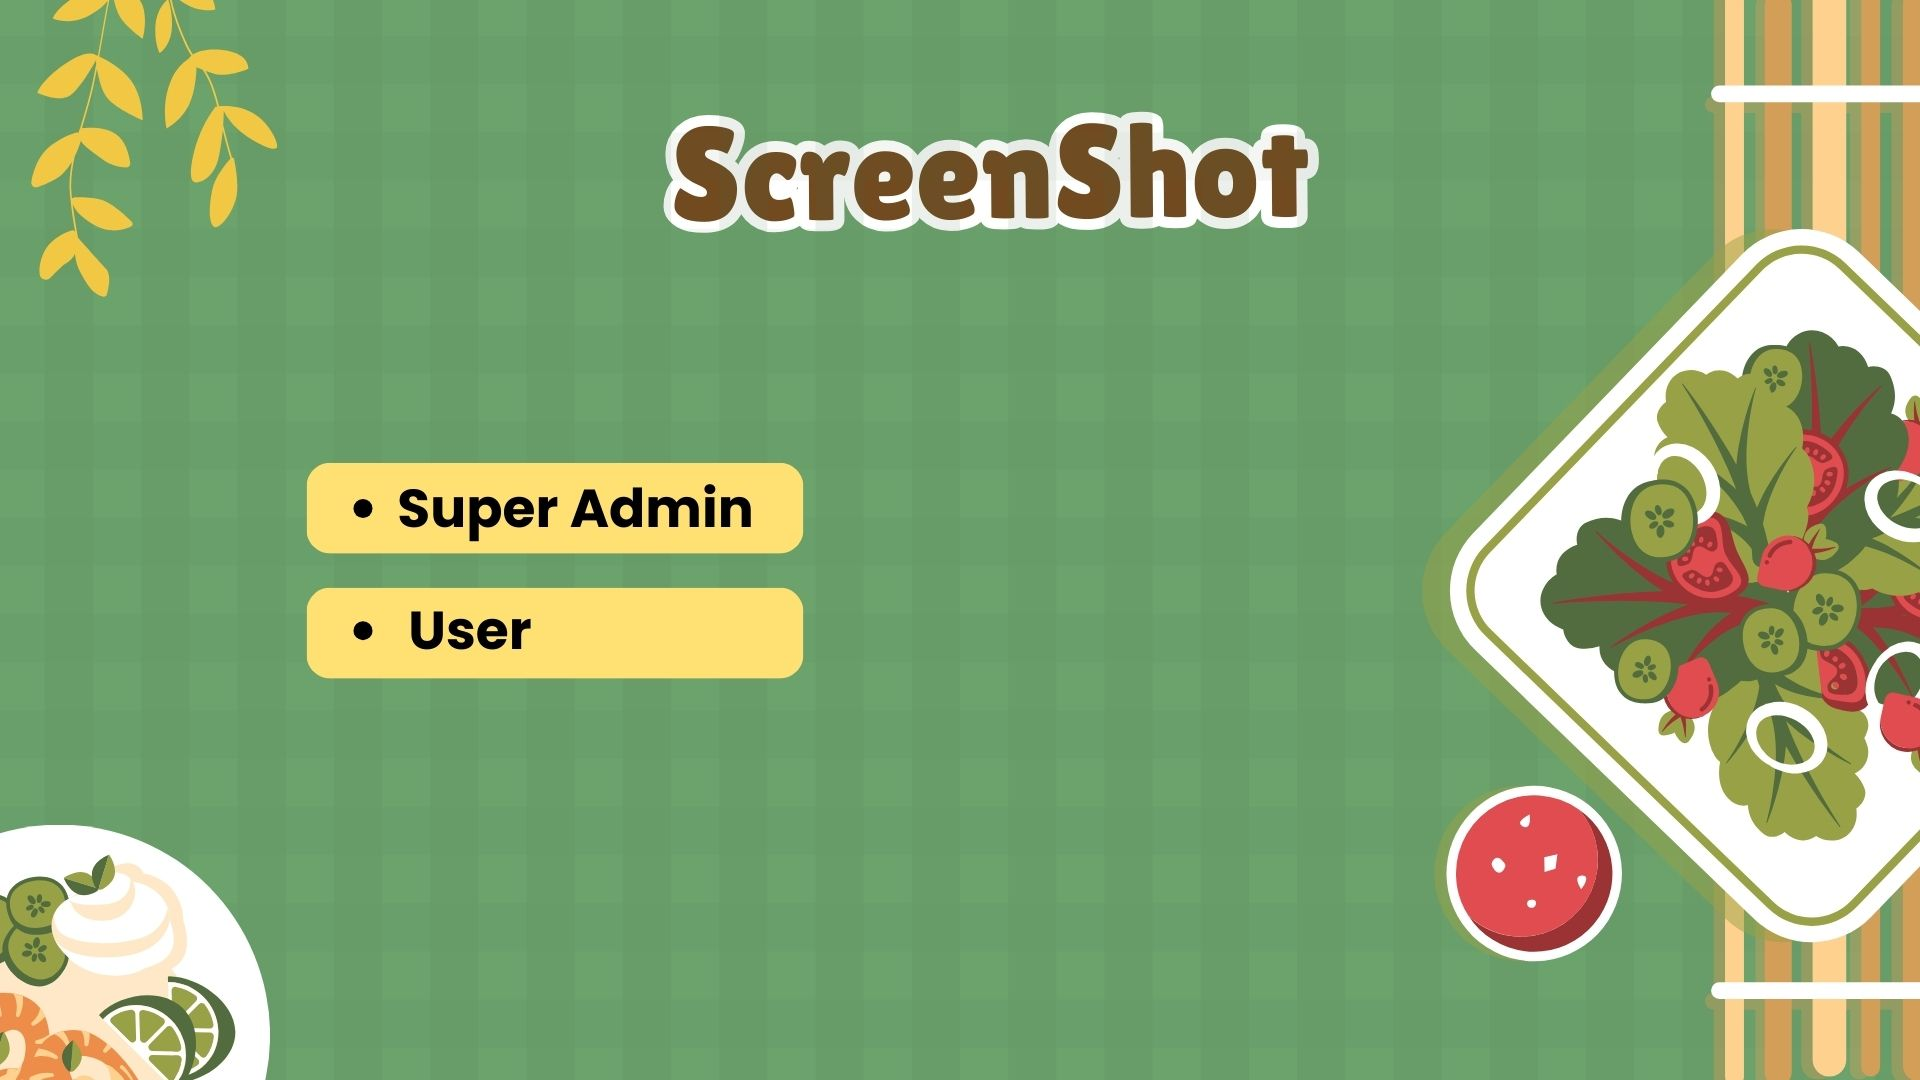 ScreenShot
• Super Admin
• User